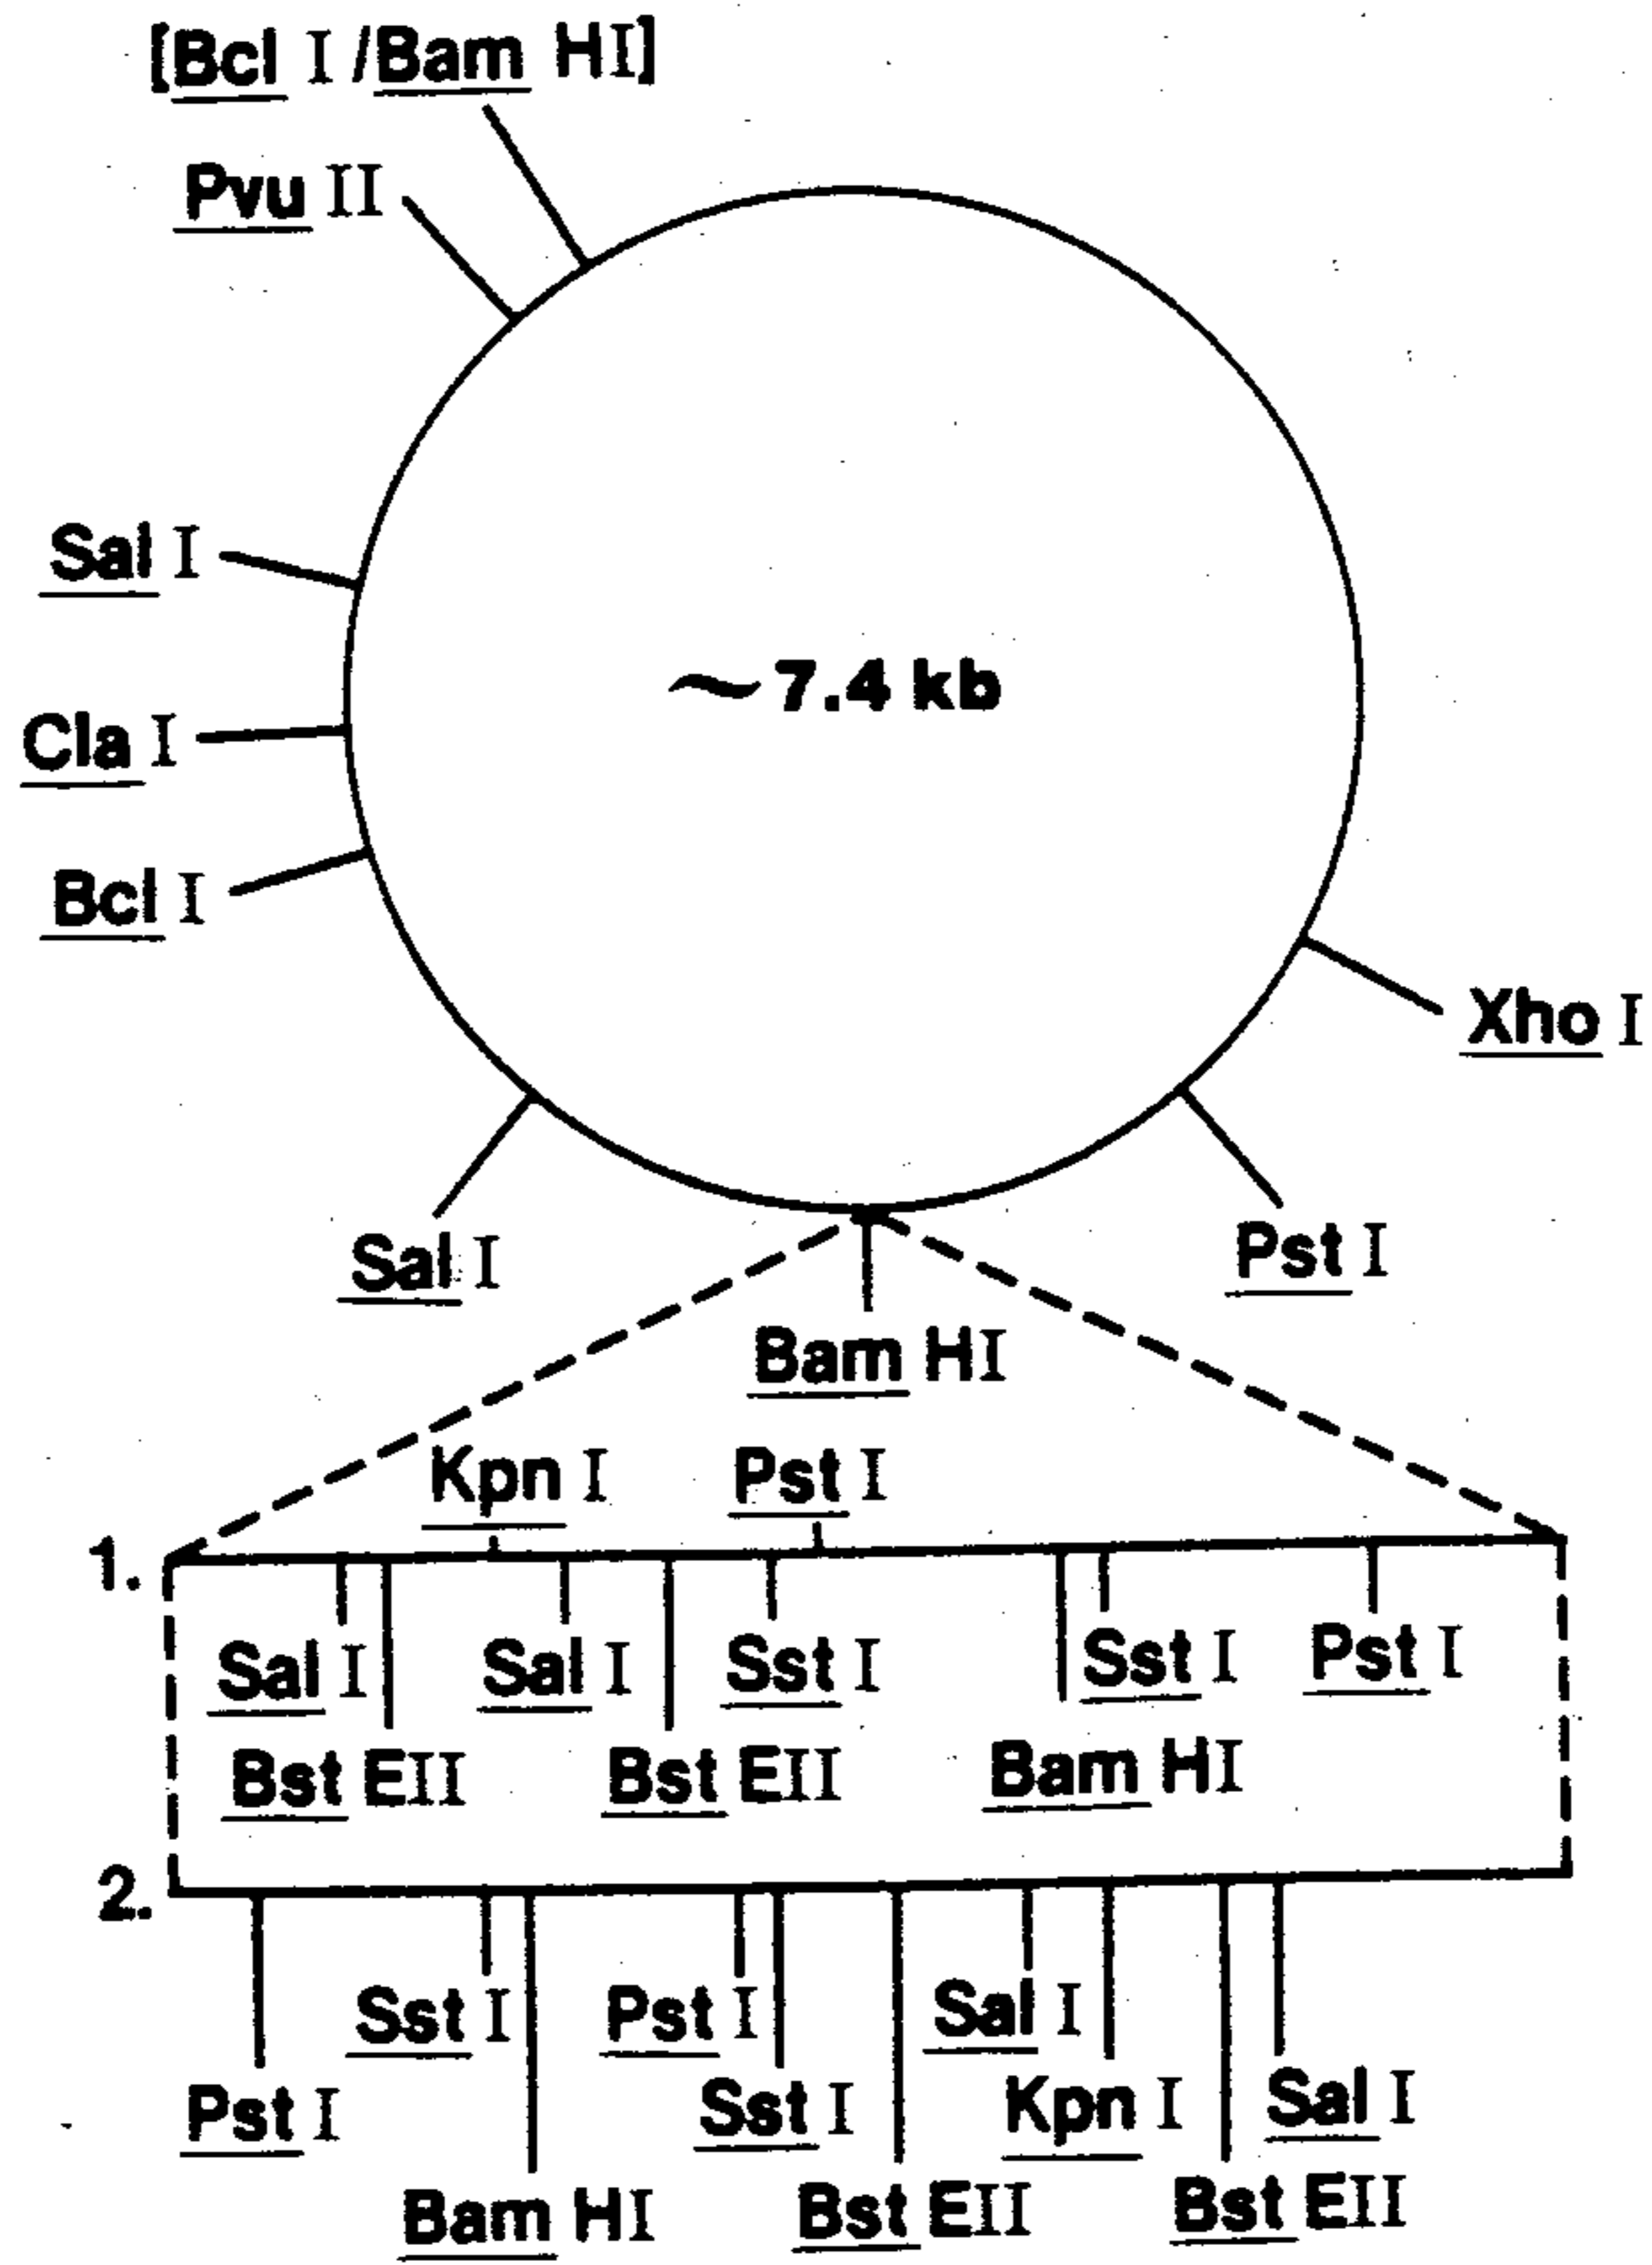 [Bcl I /Bam HI]
Pvu II
Sal I
~7.4 kb
Cla I
Bcl I
Xho I
Sal I
Pst I
Bam HI
Kpn I Pst I
1.
Sal I Sal I Sst I Sst I Pst I
Bst EII Bst EII Bam HI
2.
Sst I Pst I Sal I
Pst I Sst I Kpn I Sal I
Bam HI Bst EII Bst EII